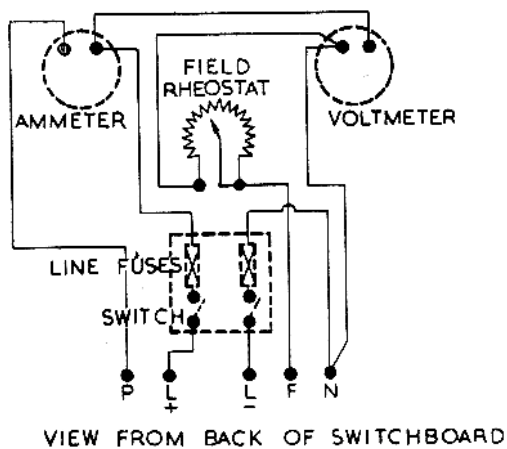 FIELD
RHEOSTAT
AMMETER
VOLTMETER
LINE FUSES
SWITCH
P L+ L- F N
VIEW FROM BACK OF SWITCHBOARD